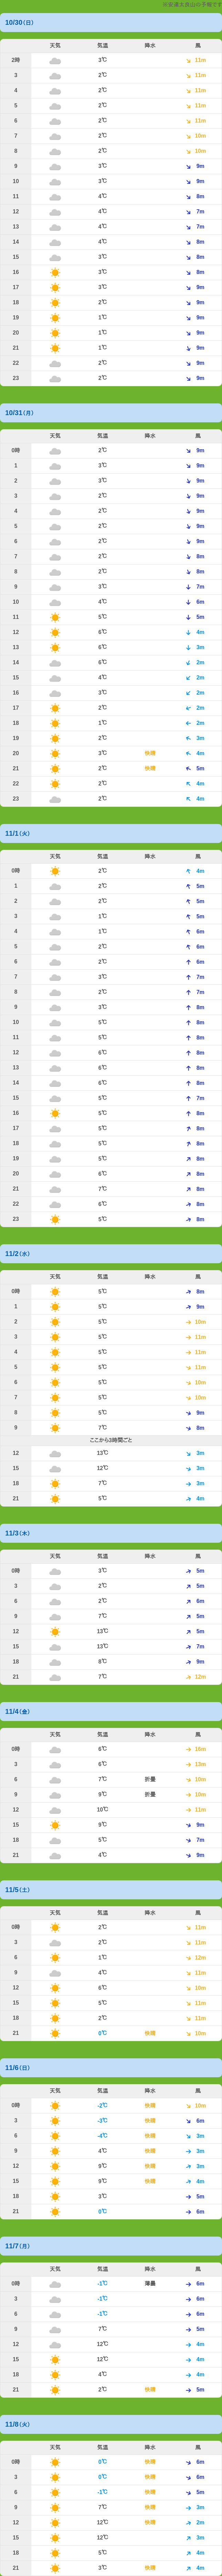 10/30(日)
天気 気温 降水 風
2時 3℃ 11m
3 2℃ 11m
4 2℃ 11m
5 2℃ 11m
6 2℃ 11m
7 2℃ 10m
8 2℃ 10m
9 3℃ 9m
10 3℃ 9m
11 4℃ 8m
12 4℃ 7m
13 4℃ 7m
14 4℃ 8m
15 3℃ 8m
16 3℃ 8m
17 3℃ 9m
18 2℃ 9m
19 1℃ 9m
20 1℃ 9m
21 1℃ 9m
22 2℃ 9m
23 2℃ 9m
10/31(月)
天気 気温 降水 風
0時 2℃ 9m
1 3℃ 9m
2 3℃ 9m
3 2℃ 9m
4 2℃ 9m
5 2℃ 9m
6 2℃ 9m
7 2℃ 8m
8 2℃ 8m
9 3℃ 7m
10 4℃ 6m
11 5℃ 5m
12 6℃ 4m
13 6℃ 3m
14 6℃ 2m
15 4℃ 2m
16 3℃ 2m
17 2℃ 2m
18 1℃ 2m
19 2℃ 3m
20 3℃ 快晴 4m
21 2℃ 快晴 5m
22 2℃ 4m
23 2℃ 4m
11/1(火)
天気 気温 降水 風
0時 2℃ 4m
1 2℃ 5m
2 2℃ 5m
3 1℃ 5m
4 1℃ 6m
5 2℃ 6m
6 2℃ 6m
7 3℃ 7m
8 2℃ 7m
9 3℃ 8m
10 5℃ 8m
11 5℃ 8m
12 6℃ 8m
13 6℃ 8m
14 6℃ 8m
15 5℃ 7m
16 5℃ 8m
17 5℃ 8m
18 5℃ 8m
19 5℃ 8m
20 6℃ 8m
21 7℃ 8m
22 6℃ 8m
23 5℃ 8m
11/2(水)
天気 気温 降水 風
0時 5℃ 8m
1 5℃ 9m
2 5℃ 10m
3 5℃ 11m
4 5℃ 11m
5 5℃ 11m
6 5℃ 10m
7 5℃ 10m
8 5℃ 9m
9 7℃ 8m
ここから3時間ごと
12 13℃ 3m
15 12℃ 3m
18 7℃ 3m
21 5℃ 4m
11/3(木)
天気 気温 降水 風
0時 3℃ 5m
3 2℃ 5m
6 2℃ 6m
9 7℃ 5m
12 13℃ 5m
15 13℃ 7m
18 8℃ 9m
21 7℃ 12m
11/4(金)
天気 気温 降水 風
0時 6℃ 16m
3 6℃ 13m
6 7℃ 折曇 10m
9 9℃ 折曇 10m
12 10℃ 11m
15 9℃ 9m
18 5℃ 7m
21 4℃ 9m
11/5(土)
天気 気温 降水 風
0時 2℃ 11m
3 2℃ 11m
6 1℃ 12m
9 4℃ 11m
12 6℃ 10m
15 5℃ 11m
18 2℃ 11m
21 0℃ 快晴 10m
11/6(日)
天気 気温 降水 風
0時 -2℃ 快晴 10m
3 -3℃ 快晴 6m
6 -4℃ 快晴 3m
9 4℃ 快晴 3m
12 9℃ 快晴 3m
15 9℃ 快晴 4m
18 3℃ 5m
21 0℃ 6m
11/7(月)
天気 気温 降水 風
0時 -1℃ 薄曇 6m
3 -1℃ 6m
6 -1℃ 6m
9 7℃ 5m
12 12℃ 4m
15 12℃ 4m
18 4℃ 4m
21 2℃ 快晴 5m
11/8(火)
天気 気温 降水 風
0時 0℃ 快晴 6m
3 0℃ 快晴 6m
6 -1℃ 快晴 5m
9 7℃ 快晴 3m
12 12℃ 快晴 2m
15 12℃ 3m
18 5℃ 4m
21 3℃ 快晴 4m